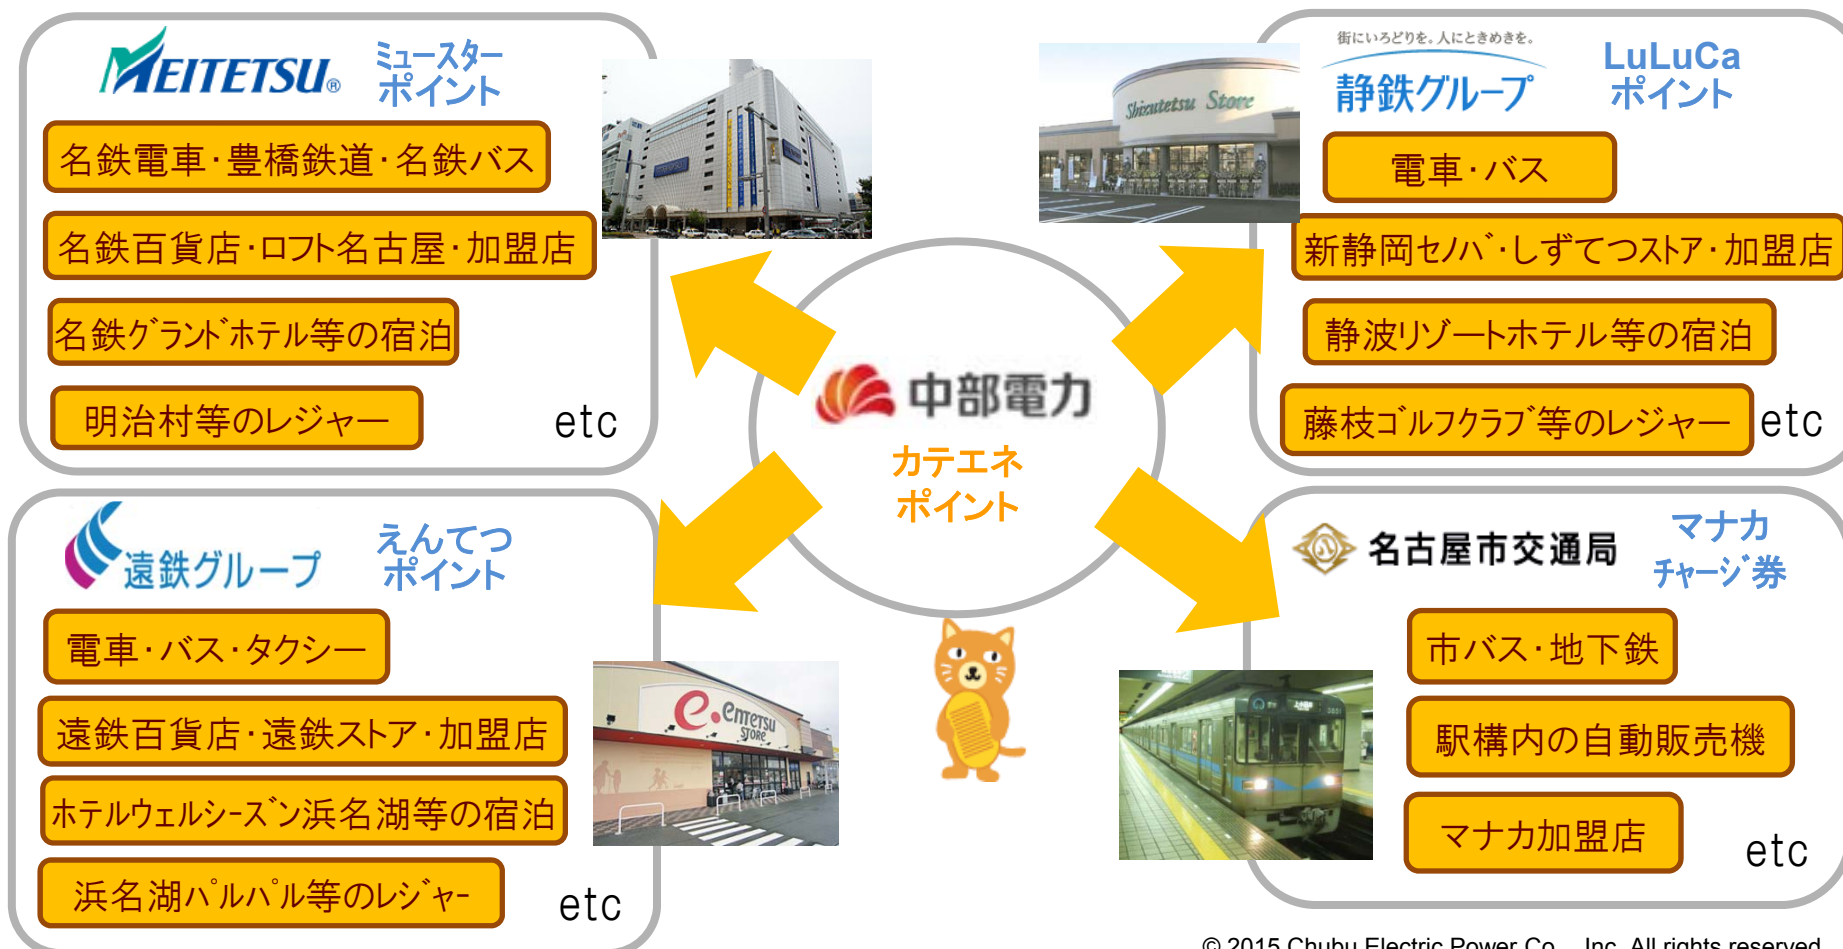 MEITETSU®
ミュースター
ポイント
名鉄電車・豊橋鉄道・名鉄バス
名鉄百貨店・ロフト名古屋・加盟店
名鉄グランドホテル等の宿泊
明治村等のレジャー
etc
街にいろどりを。人にときめきを。
静鉄グループ
LuLuCa
ポイント
Shizutetsu Store
電車・バス
新静岡セノバ・しずてつストア・加盟店
静波リゾートホテル等の宿泊
藤枝ゴルフクラブ等のレジャー
etc
中部電力
カテエネ
ポイント
遠鉄グループ
えんてつ
ポイント
電車・バス・タクシー
遠鉄百貨店・遠鉄ストア・加盟店
ホテルウェルシーズン浜名湖等の宿泊
浜名湖パルパル等のレジャー
etc
e.entetsu
STORE
名古屋市交通局
マナカ
チャージ券
市バス・地下鉄
駅構内の自動販売機
マナカ加盟店
etc
© 2015 Chubu Electric Power Co., Inc. All rights reserved.